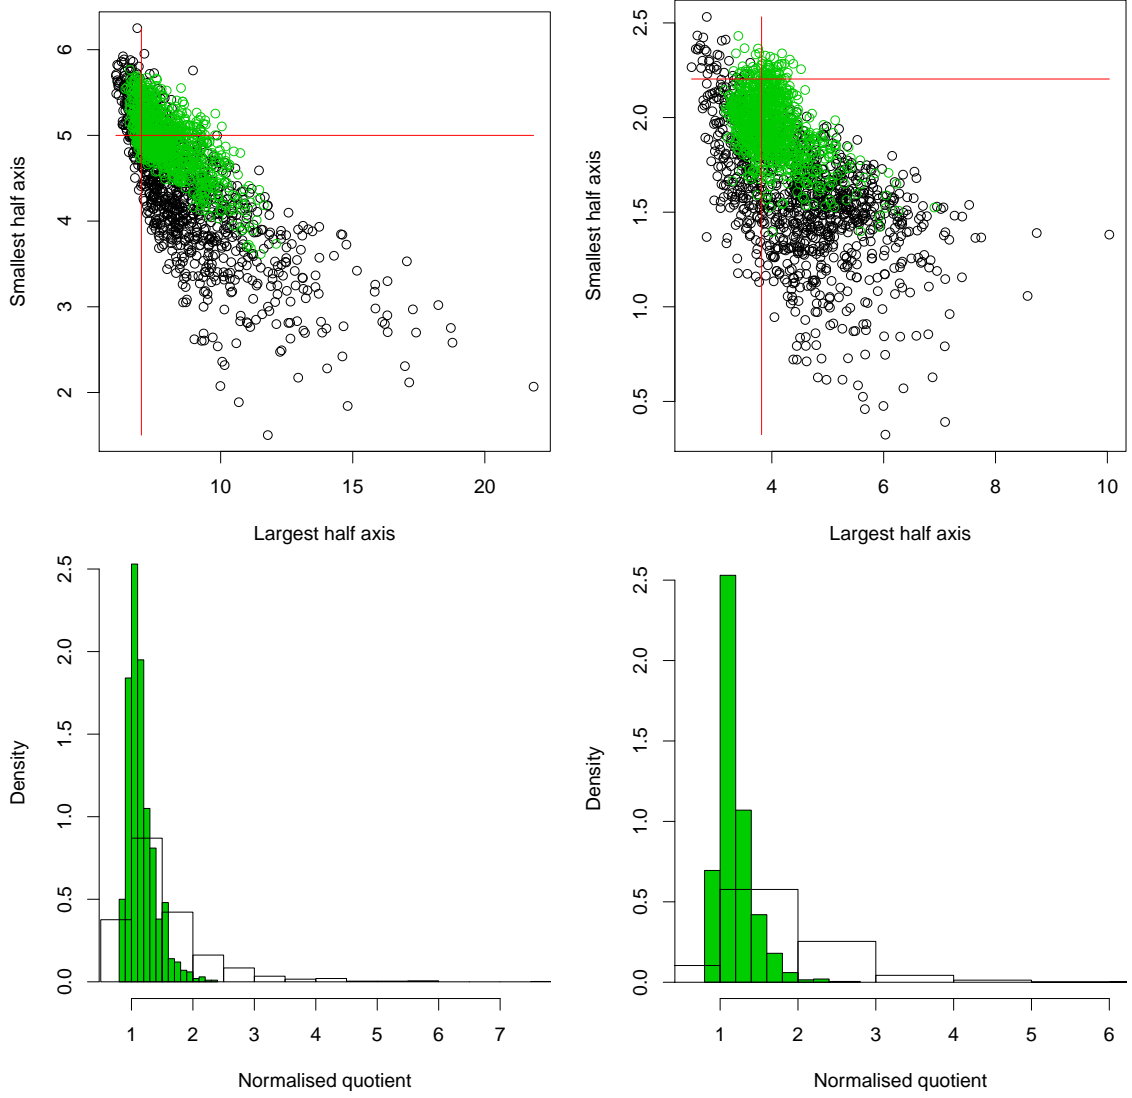 Smallest half axis
6
5
4
3
2
10 15 20
Largest half axis
Smallest half axis
2.5
2.0
1.5
1.0
0.5
4 6 8 10
Largest half axis
Density
2.5
2.0
1.5
1.0
0.5
0.0
1 2 3 4 5 6 7
Normalised quotient
Density
2.5
2.0
1.5
1.0
0.5
0.0
1 2 3 4 5 6
Normalised quotient